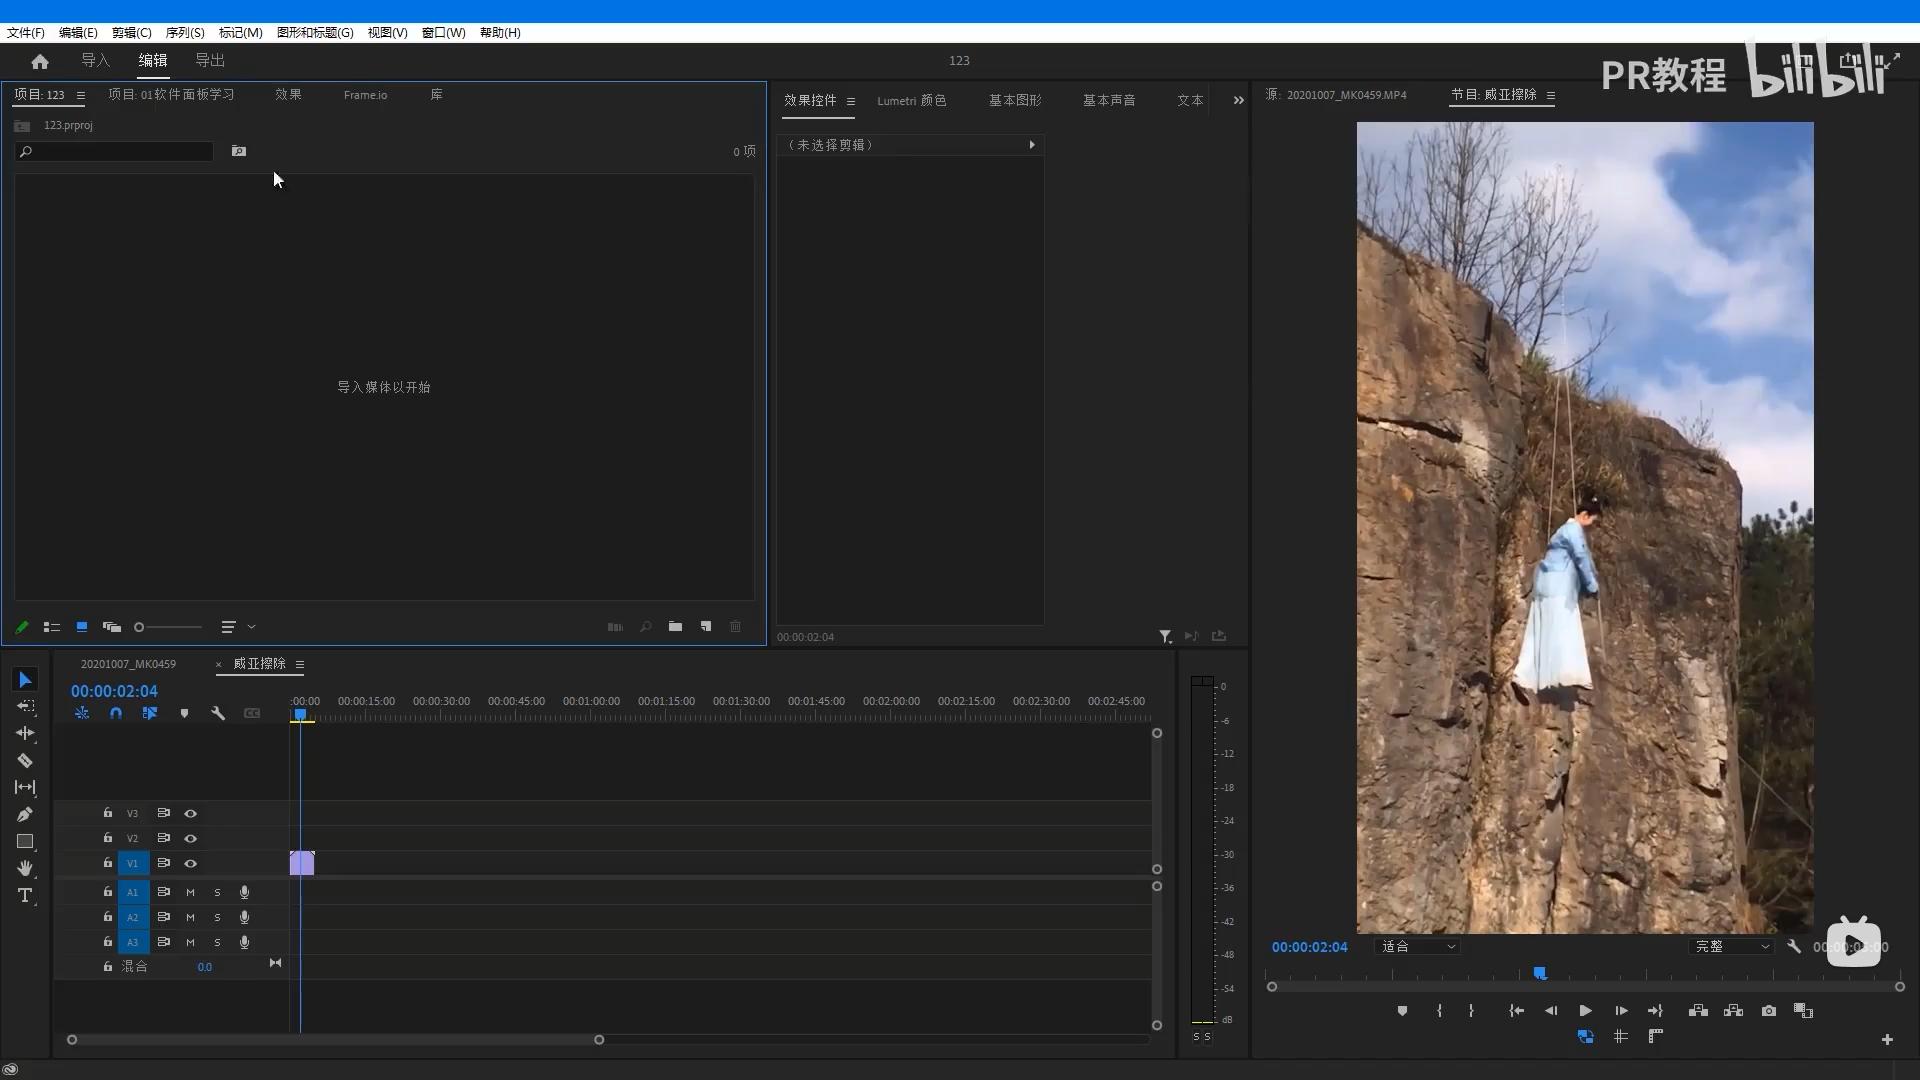 文件(F) 编辑(E) 剪辑(C) 序列(S) 标记(M) 图形和标题(G) 视图(V) 窗口(W) 帮助(H)
导入 编辑 导出 123
PR教程 bilibili
项目: 123 项目: 01软件面板学习 效果 Frame.io 库
效果控件 Lumetri 颜色 基本图形 基本声音 文本
源: 20201007_MK0459.MP4 节目: 威亚擦除
123.prproj
0 项
（未选择剪辑）
导入媒体以开始
00:00:02:04
20201007_MK0459 × 威亚擦除
00:00:02:04
:00:00 00:00:15:00 00:00:30:00 00:00:45:00 00:01:00:00 00:01:15:00 00:01:30:00 00:01:45:00 00:02:00:00 00:02:15:00 00:02:30:00 00:02:45:00
V3
V2
V1
A1 M S
A2 M S
A3 M S
混合 0.0
0
-6
-12
-18
-24
-30
-36
-42
-48
-54
dB
S S
00:00:02:04 适合 完整